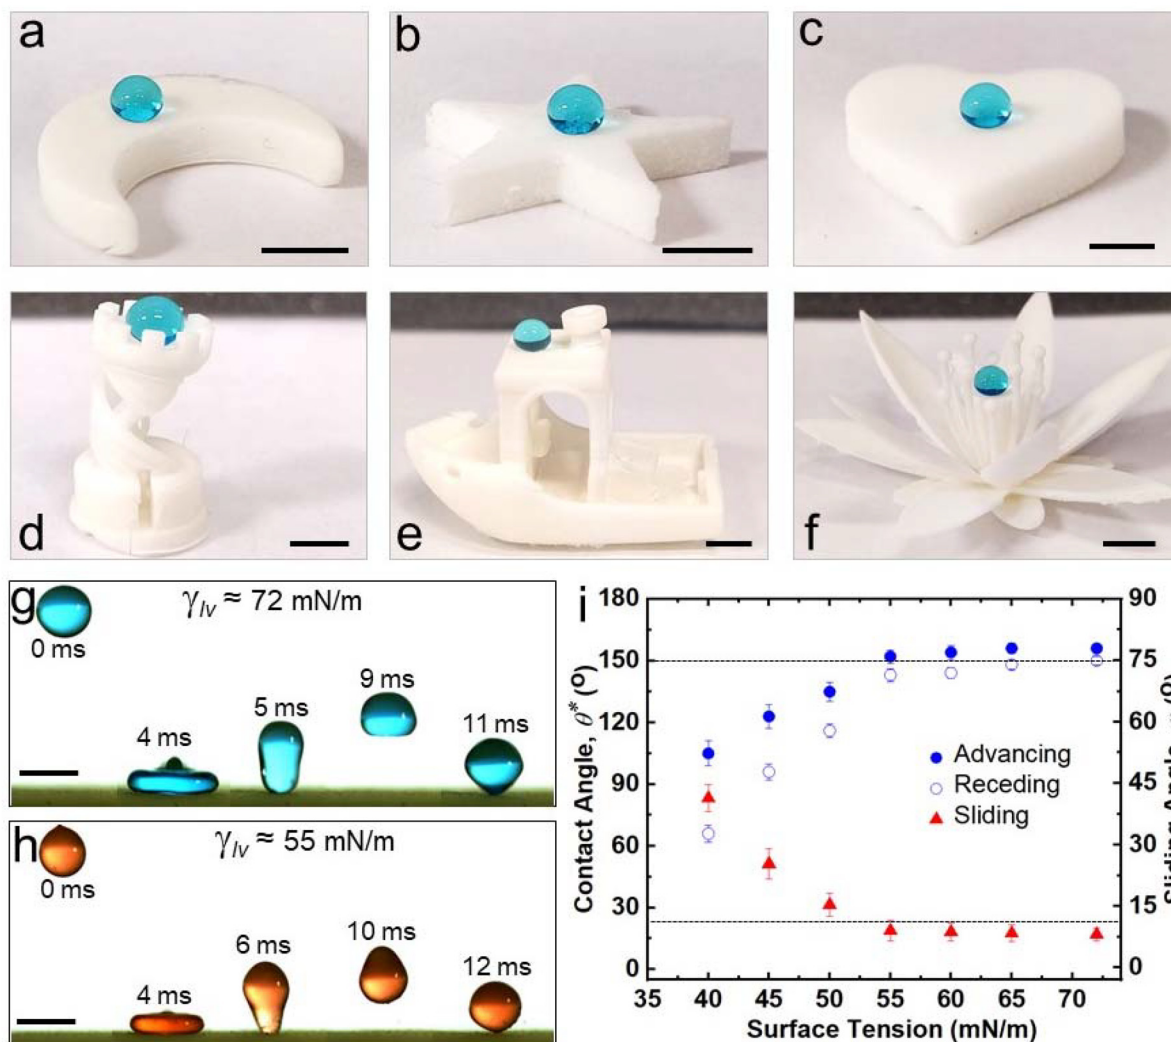 a
b
c
d
e
f
g
γlv ≈ 72 mN/m
0 ms
4 ms
5 ms
9 ms
11 ms
h
γlv ≈ 55 mN/m
0 ms
4 ms
6 ms
10 ms
12 ms
i
180
150
120
90
60
30
0
Contact Angle, θ* (º)
90
75
60
45
30
15
0
Sliding Angle,
Advancing
Receding
Sliding
35 40 45 50 55 60 65 70
Surface Tension (mN/m)